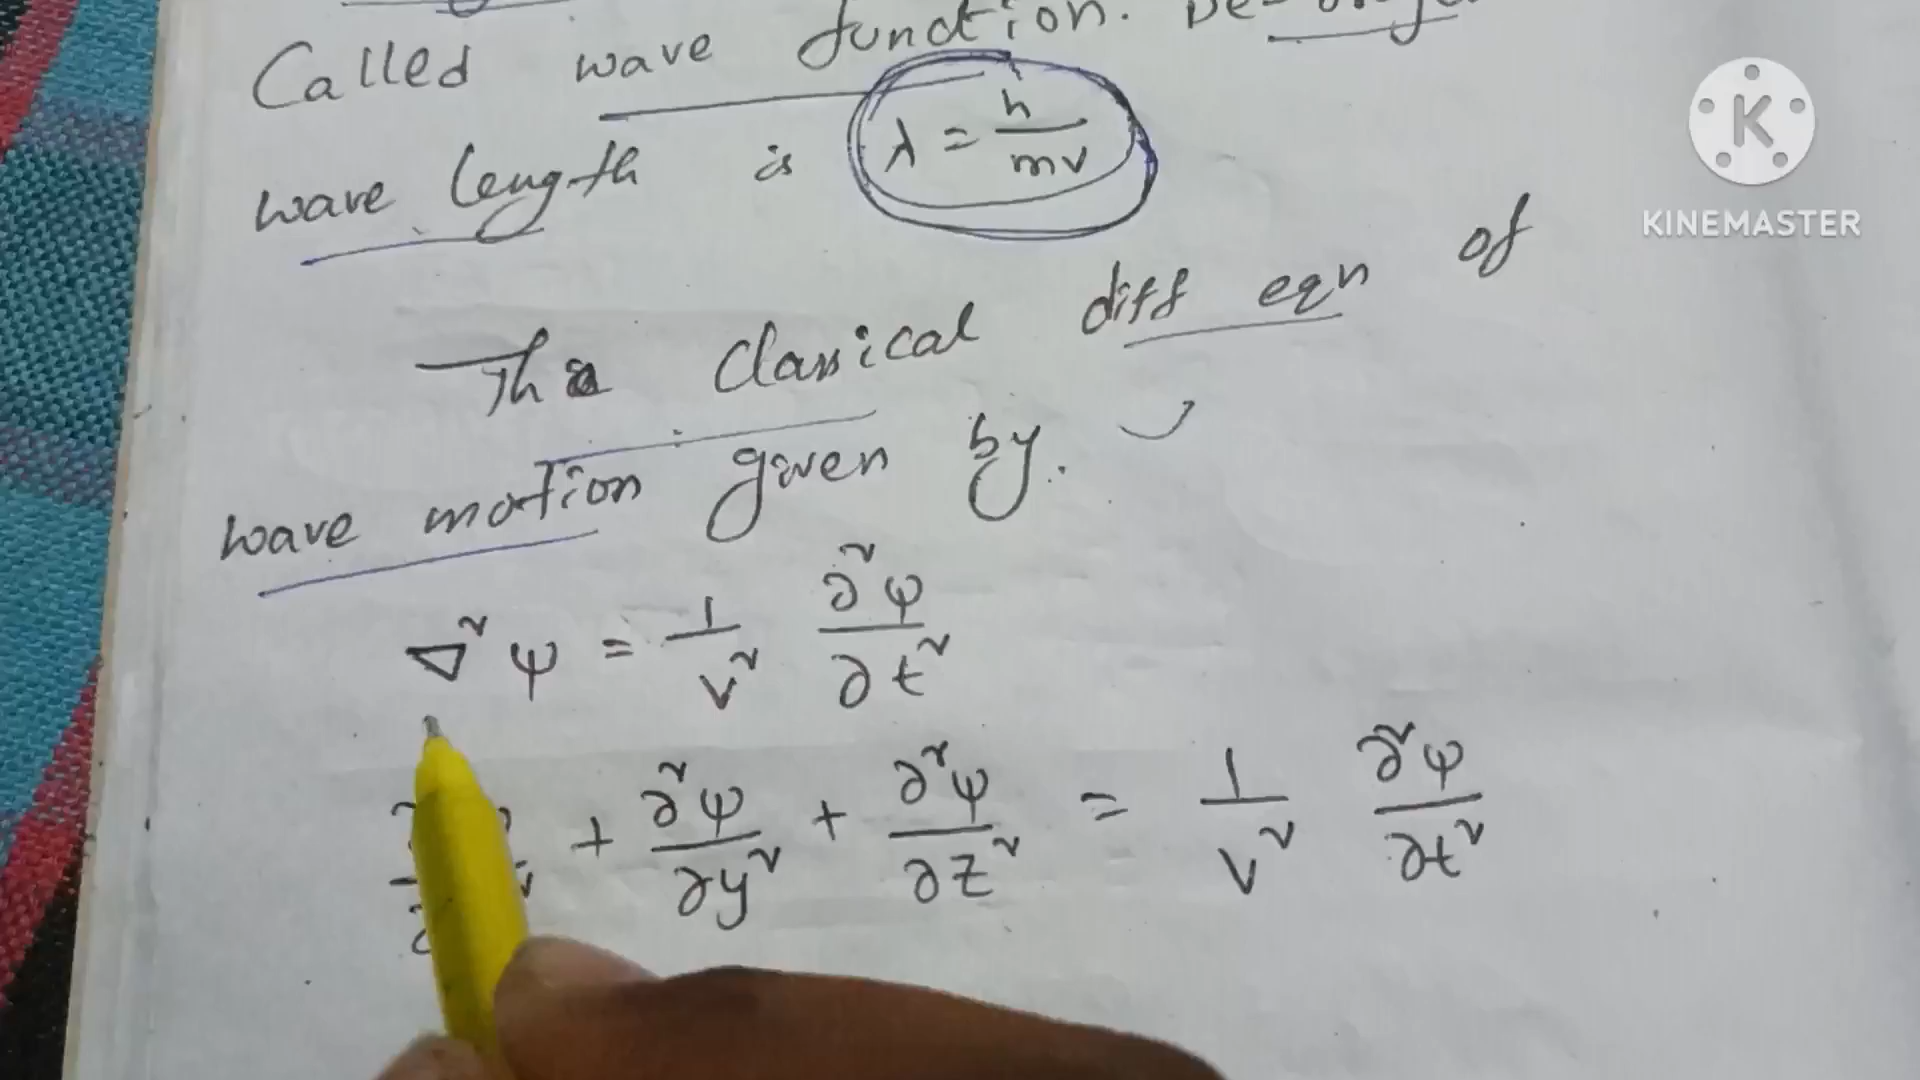 Called wave function.
wave length is λ = h/mv
The Classical diff eqn of
wave motion given by.
∇²ψ = 1/v² ∂²ψ/∂t²
+ ∂²ψ/∂y² + ∂²ψ/∂z² = 1/v² ∂²ψ/∂t²
K
KINEMASTER